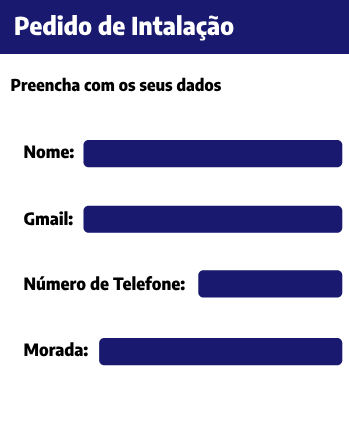 Pedido de Intalação
Preencha com os seus dados
Nome:
Gmail:
Número de Telefone:
Morada: